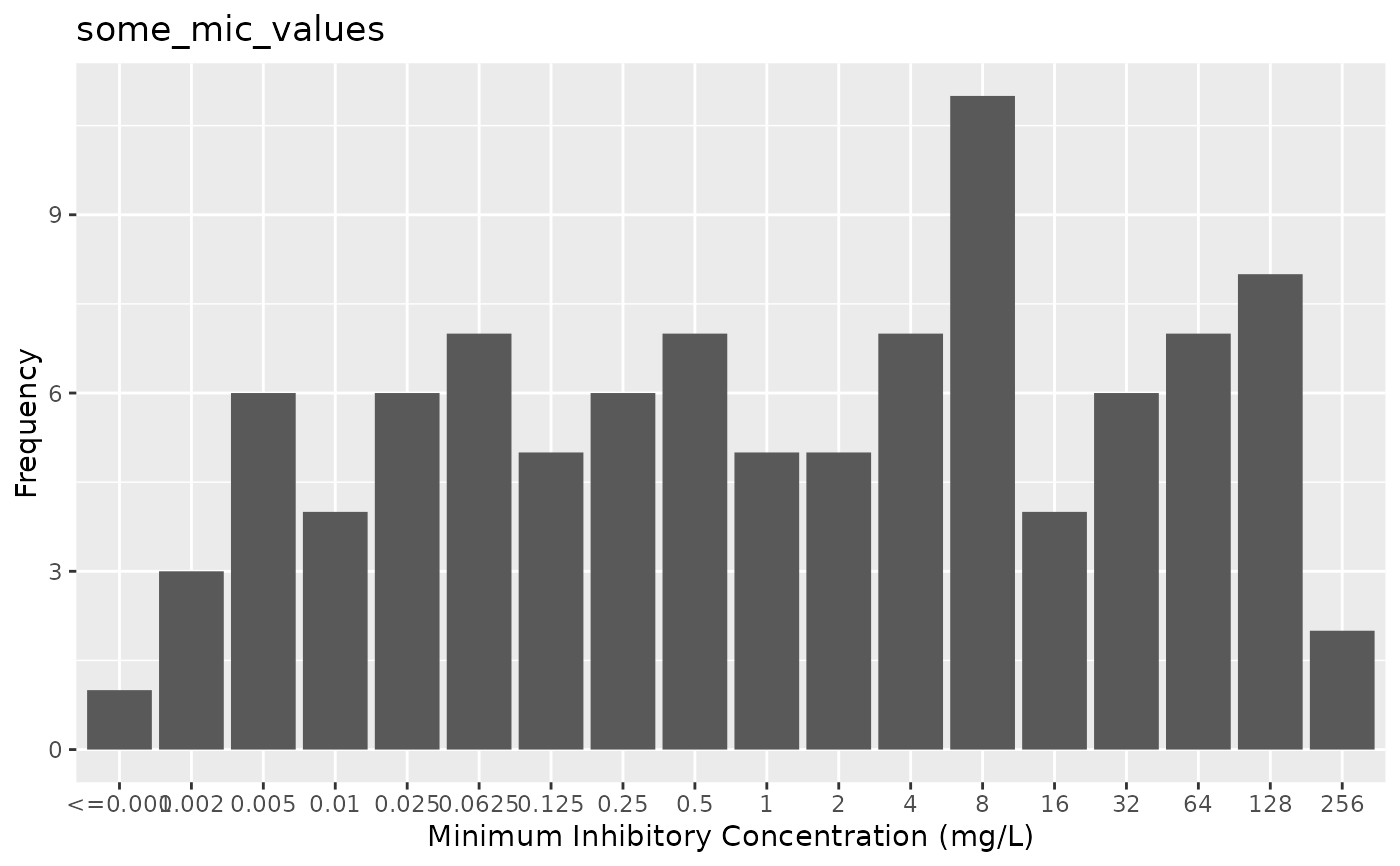 some_mic_values
Frequency
9
6
3
0
<=0.001 0.002 0.005 0.01 0.025 0.0625 0.125 0.25 0.5 1 2 4 8 16 32 64 128 256
Minimum Inhibitory Concentration (mg/L)